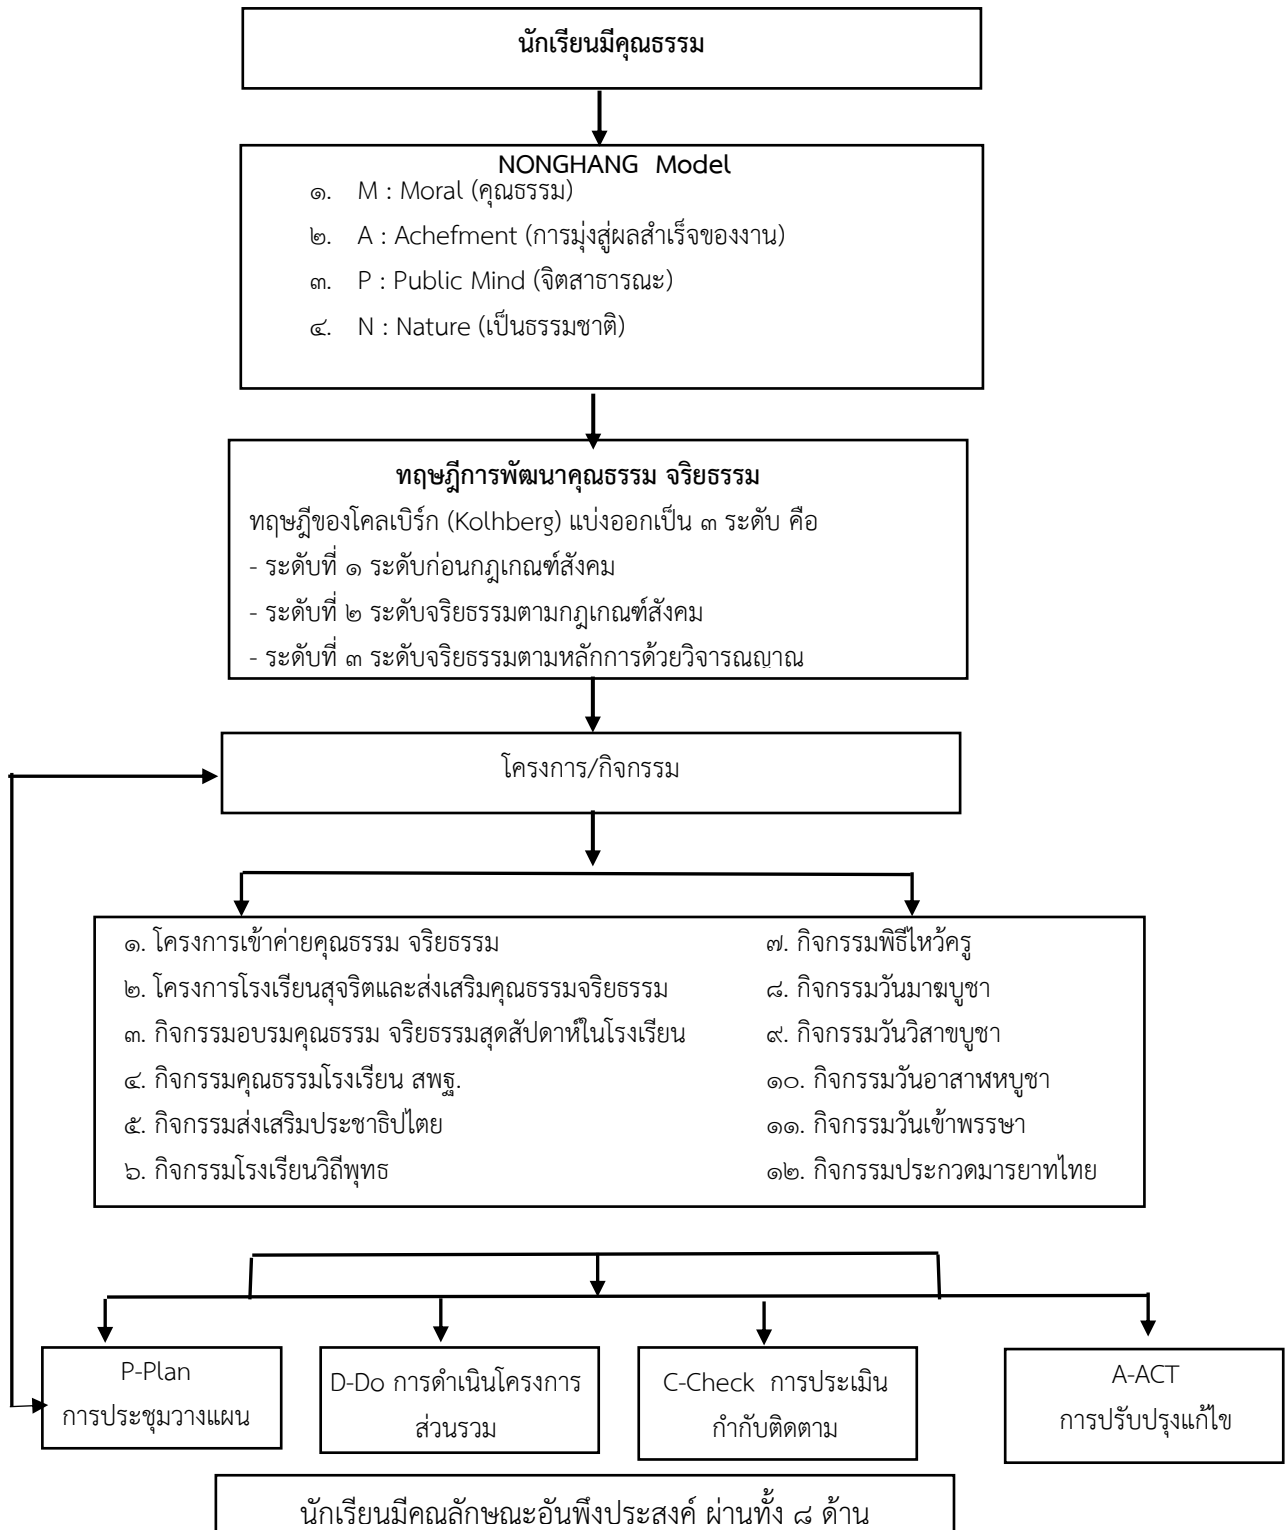 นักเรียนมีคุณธรรม
NONGHANG Model
๑. M : Moral (คุณธรรม)
๒. A : Achefment (การมุ่งสู่ผลสำเร็จของงาน)
๓. P : Public Mind (จิตสาธารณะ)
๔. N : Nature (เป็นธรรมชาติ)
ทฤษฎีการพัฒนาคุณธรรม จริยธรรม
ทฤษฎีของโคลเบิร์ก (Kolhberg) แบ่งออกเป็น ๓ ระดับ คือ
- ระดับที่ ๑ ระดับก่อนกฎเกณฑ์สังคม
- ระดับที่ ๒ ระดับจริยธรรมตามกฎเกณฑ์สังคม
- ระดับที่ ๓ ระดับจริยธรรมตามหลักการด้วยวิจารณญาณ
โครงการ/กิจกรรม
๑. โครงการเข้าค่ายคุณธรรม จริยธรรม
๒. โครงการโรงเรียนสุจริตและส่งเสริมคุณธรรมจริยธรรม
๓. กิจกรรมอบรมคุณธรรม จริยธรรมสุดสัปดาห์ในโรงเรียน
๔. กิจกรรมคุณธรรมโรงเรียน สพฐ.
๕. กิจกรรมส่งเสริมประชาธิปไตย
๖. กิจกรรมโรงเรียนวิถีพุทธ
๗. กิจกรรมพิธีไหว้ครู
๘. กิจกรรมวันมาฆบูชา
๙. กิจกรรมวันวิสาขบูชา
๑๐. กิจกรรมวันอาสาฬหบูชา
๑๑. กิจกรรมวันเข้าพรรษา
๑๒. กิจกรรมประกวดมารยาทไทย
P-Plan
การประชุมวางแผน
D-Do การดำเนินโครงการ
ส่วนรวม
C-Check การประเมิน
กำกับติดตาม
A-ACT
การปรับปรุงแก้ไข
นักเรียนมีคุณลักษณะอันพึงประสงค์ ผ่านทั้ง ๘ ด้าน